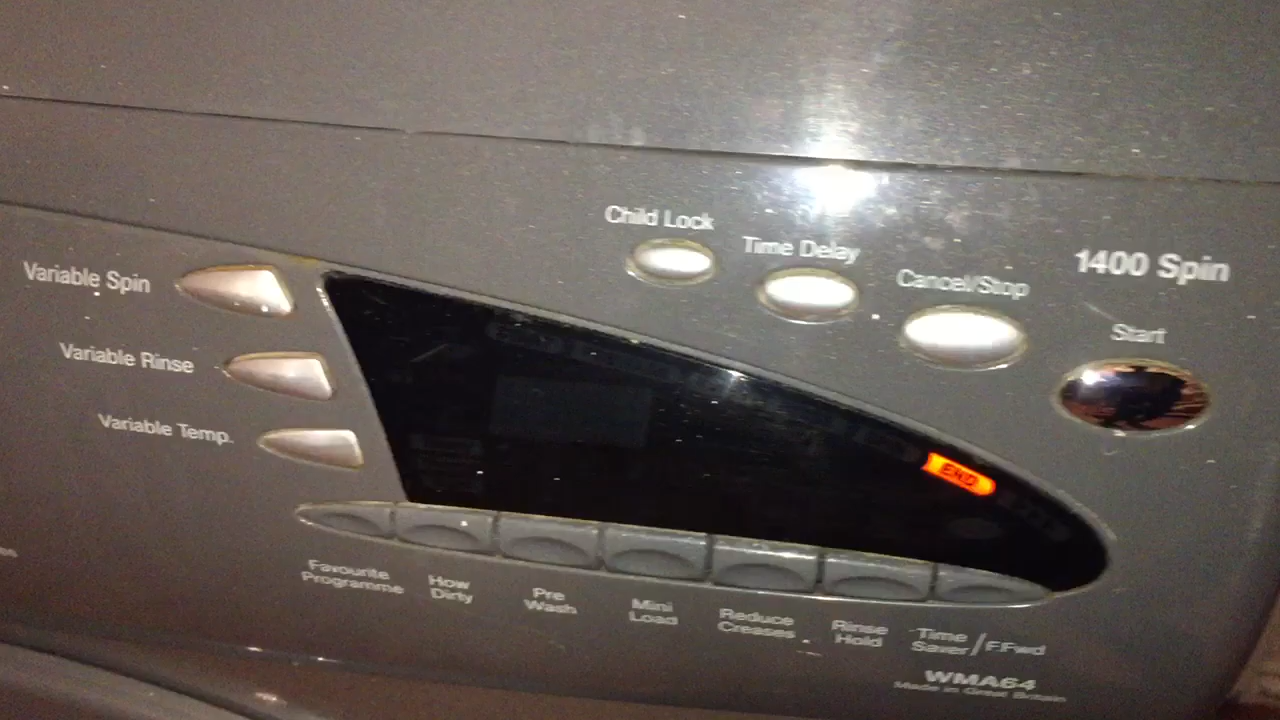 Child Lock
Time Delay
Cancel/Stop
1400 Spin
Start
Variable Spin
Variable Rinse
Variable Temp.
END
Favourite
Programme
How
Dirty
Pre
Wash
Mini
Load
Reduce
Creases
Rinse
Hold
Time
Saver/F.Fwd
WMA64
Made in Great Britain